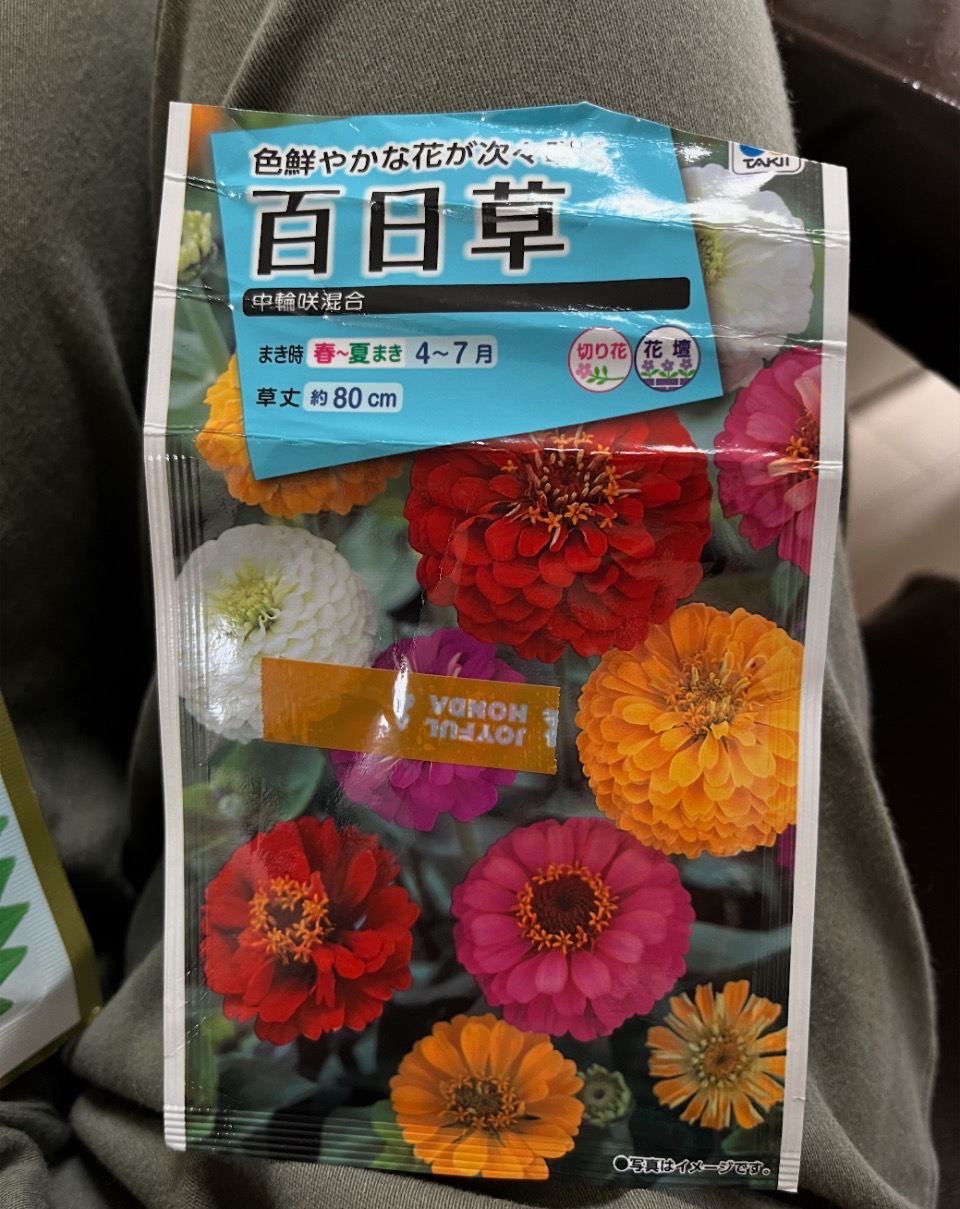 色鮮やかな花が次々
TAKII
百日草
中輪咲混合
まき時 春~夏まき 4~7月
草丈 約80cm
切り花
花壇
JOYFUL
HONDA
●写真はイメージです。